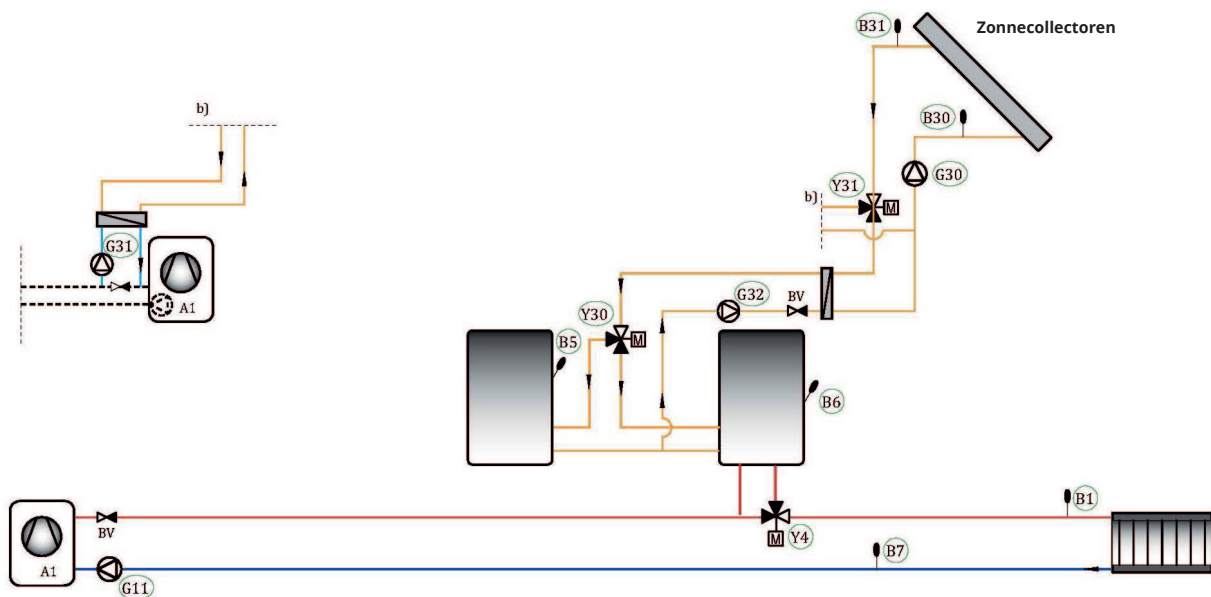 B31
Zonnecollectoren
b)
B30
G30
Y31
b)
M
G31
A1
G32
BV
Y30
M
B5
B6
B1
BV
Y4
M
B7
A1
G11